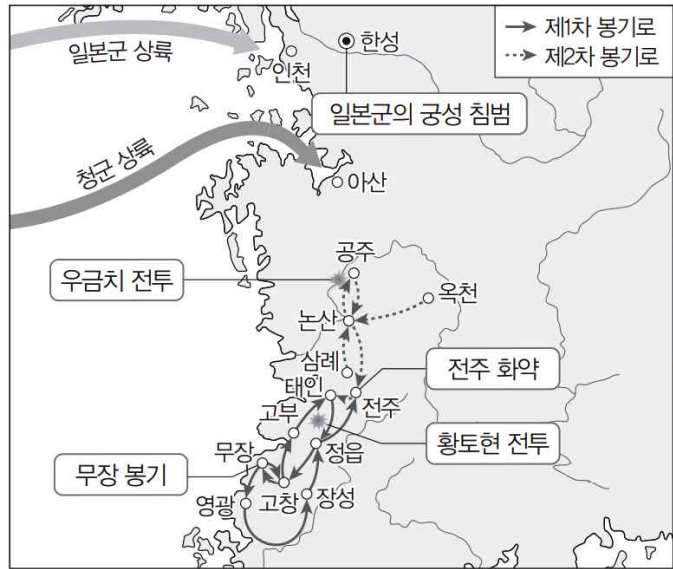 일본군 상륙
인천
한성
제1차 봉기로
제2차 봉기로
일본군의 궁성 침범
청군 상륙
아산
공주
우금치 전투
옥천
논산
삼례
전주 화약
태인
전주
고부
황토현 전투
무장
정읍
무장 봉기
고창
장성
영광